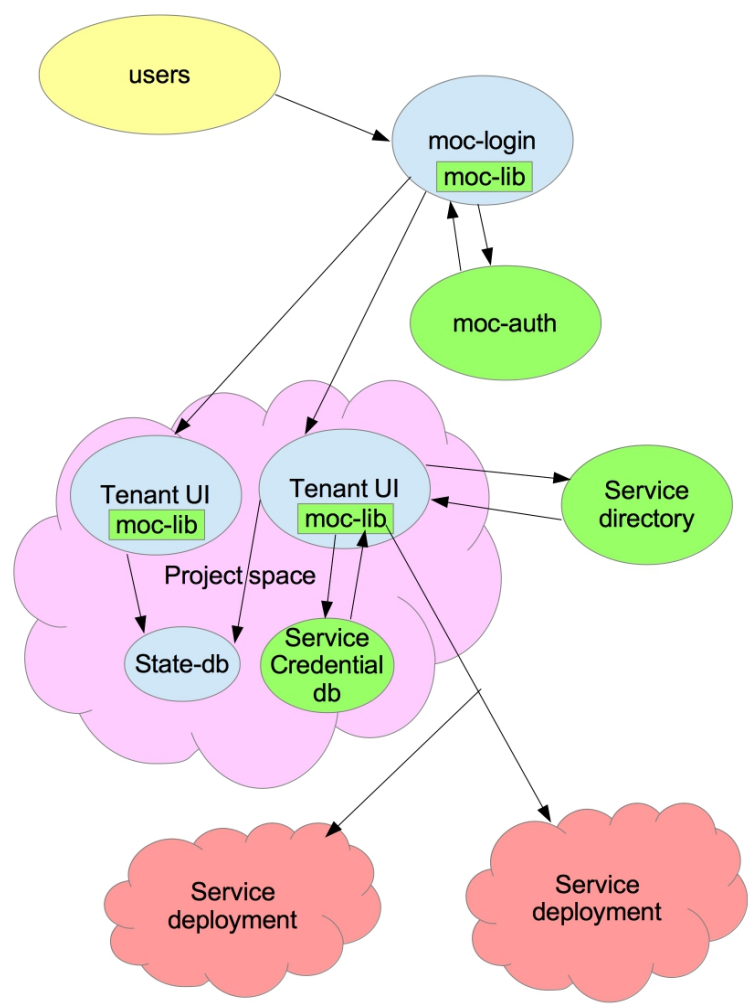 users
moc-login
moc-lib
moc-auth
Tenant UI
moc-lib
Tenant UI
moc-lib
Service
directory
Project space
State-db
Service
Credential
db
Service
deployment
Service
deployment